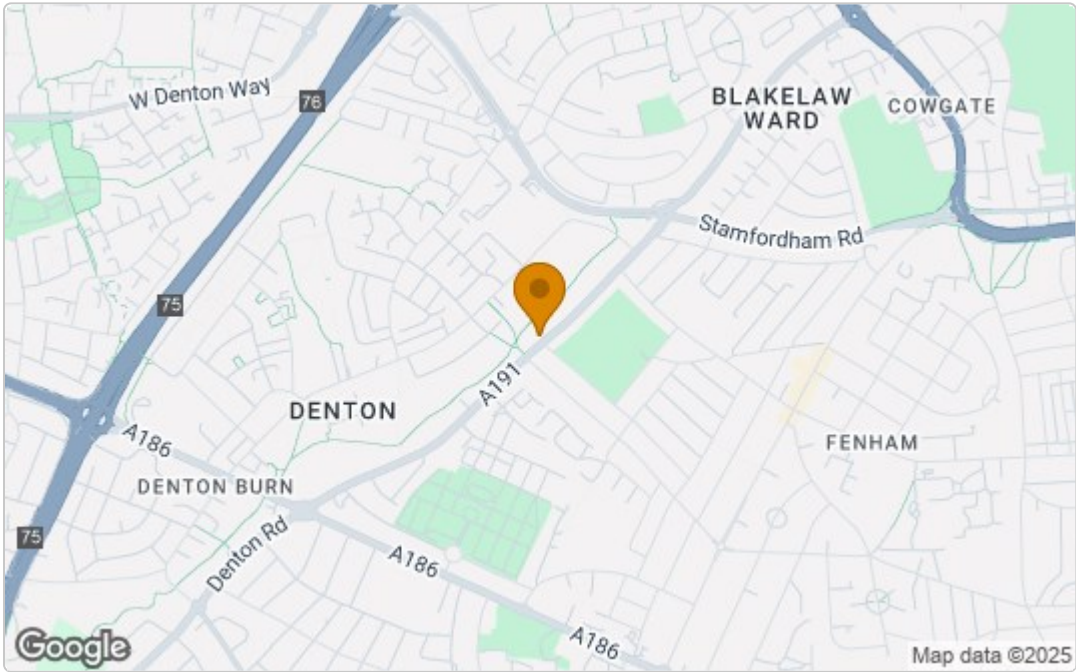 W Denton Way
76
BLAKELAW
WARD
COWGATE
Stamfordham Rd
75
A191
DENTON
A186
FENHAM
DENTON BURN
75
Denton Rd
A186
A186
Google
Map data ©2025